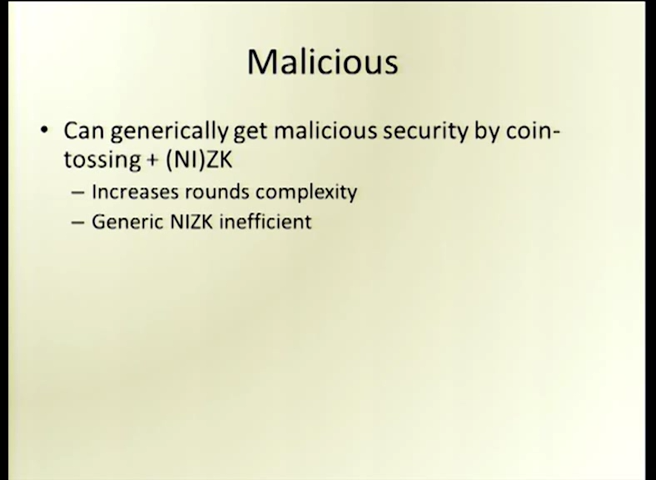 Malicious
• Can generically get malicious security by coin-
tossing + (NI)ZK
– Increases rounds complexity
– Generic NIZK inefficient